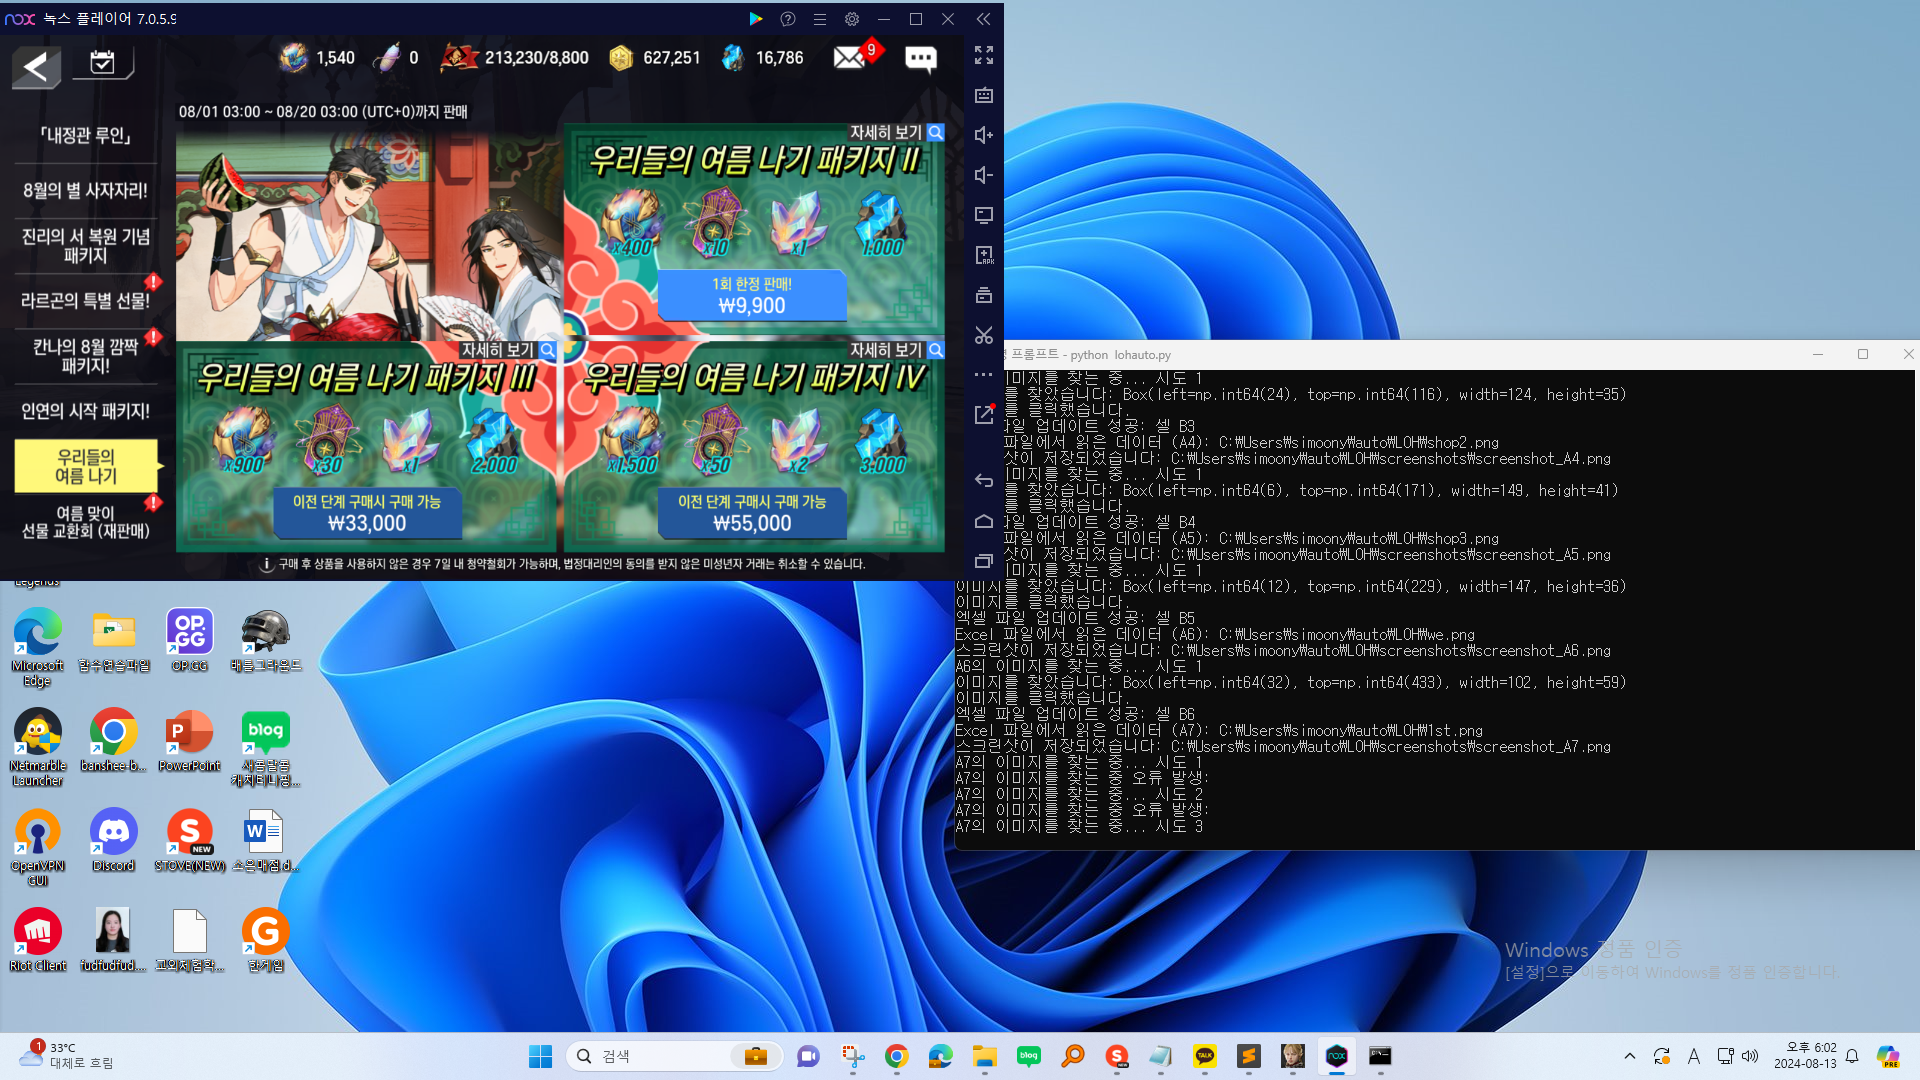 nox 녹스 플레이어 7.0.5.9
1,540
0
213,230/8,800
627,251
16,786
9
08/01 03:00 ~ 08/20 03:00 (UTC+0)까지 판매
「내정관 루인」
8월의 별 사자자리!
진리의 서 복원 기념
패키지
라르곤의 특별 선물!
칸나의 8월 깜짝
패키지!
인연의 시작 패키지!
우리들의
여름 나기
여름 맞이
선물 교환회 (재판매)
자세히 보기
우리들의 여름 나기 패키지 II
x400 x10 x1 1,000
1회 한정 판매!
₩9,900
자세히 보기
우리들의 여름 나기 패키지 III
x900 x30 x1 2,000
이전 단계 구매시 구매 가능
₩33,000
자세히 보기
우리들의 여름 나기 패키지 IV
x1,500 x50 x2 3,000
이전 단계 구매시 구매 가능
₩55,000
구매 후 상품을 사용하지 않은 경우 7일 내 청약철회가 가능하며, 법정대리인의 동의를 받지 않은 미성년자 거래는 취소할 수 있습니다.
프롬프트 - python lohauto.py
이미지를 찾는 중... 시도 1
를 찾았습니다: Box(left=np.int64(24), top=np.int64(116), width=124, height=35)
를 클릭했습니다.
파일 업데이트 성공: 셀 B3
파일에서 읽은 데이터 (A4): C:₩Users₩simoony₩auto₩LOH₩shop2.png
샷이 저장되었습니다: C:₩Users₩simoony₩auto₩LOH₩screenshots₩screenshot_A4.png
이미지를 찾는 중... 시도 1
를 찾았습니다: Box(left=np.int64(6), top=np.int64(171), width=149, height=41)
를 클릭했습니다.
파일 업데이트 성공: 셀 B4
파일에서 읽은 데이터 (A5): C:₩Users₩simoony₩auto₩LOH₩shop3.png
샷이 저장되었습니다: C:₩Users₩simoony₩auto₩LOH₩screenshots₩screenshot_A5.png
이미지를 찾는 중... 시도 1
이미지를 찾았습니다: Box(left=np.int64(12), top=np.int64(229), width=147, height=36)
이미지를 클릭했습니다.
엑셀 파일 업데이트 성공: 셀 B5
Excel 파일에서 읽은 데이터 (A6): C:₩Users₩simoony₩auto₩LOH₩we.png
스크린샷이 저장되었습니다: C:₩Users₩simoony₩auto₩LOH₩screenshots₩screenshot_A6.png
A6의 이미지를 찾는 중... 시도 1
이미지를 찾았습니다: Box(left=np.int64(32), top=np.int64(433), width=102, height=59)
이미지를 클릭했습니다.
엑셀 파일 업데이트 성공: 셀 B6
Excel 파일에서 읽은 데이터 (A7): C:₩Users₩simoony₩auto₩LOH₩1st.png
스크린샷이 저장되었습니다: C:₩Users₩simoony₩auto₩LOH₩screenshots₩screenshot_A7.png
A7의 이미지를 찾는 중... 시도 1
A7의 이미지를 찾는 중 오류 발생:
A7의 이미지를 찾는 중... 시도 2
A7의 이미지를 찾는 중 오류 발생:
A7의 이미지를 찾는 중... 시도 3
Legends
OP.GG
Microsoft
Edge
함수연습파일
OP.GG
배틀그라운드
blog
Netmarble
Launcher
banshee-b...
PowerPoint
NEW
OpenVPN
GUI
Discord
STOVE(NEW)
Riot Client
fudfudfud....
한게임
Windows 정품 인증
[설정]으로 이동하여 Windows를 정품 인증합니다.
1
33°C
대체로 흐림
검색
blog
TALK
nox
A
오후 6:02
2024-08-13
PRE